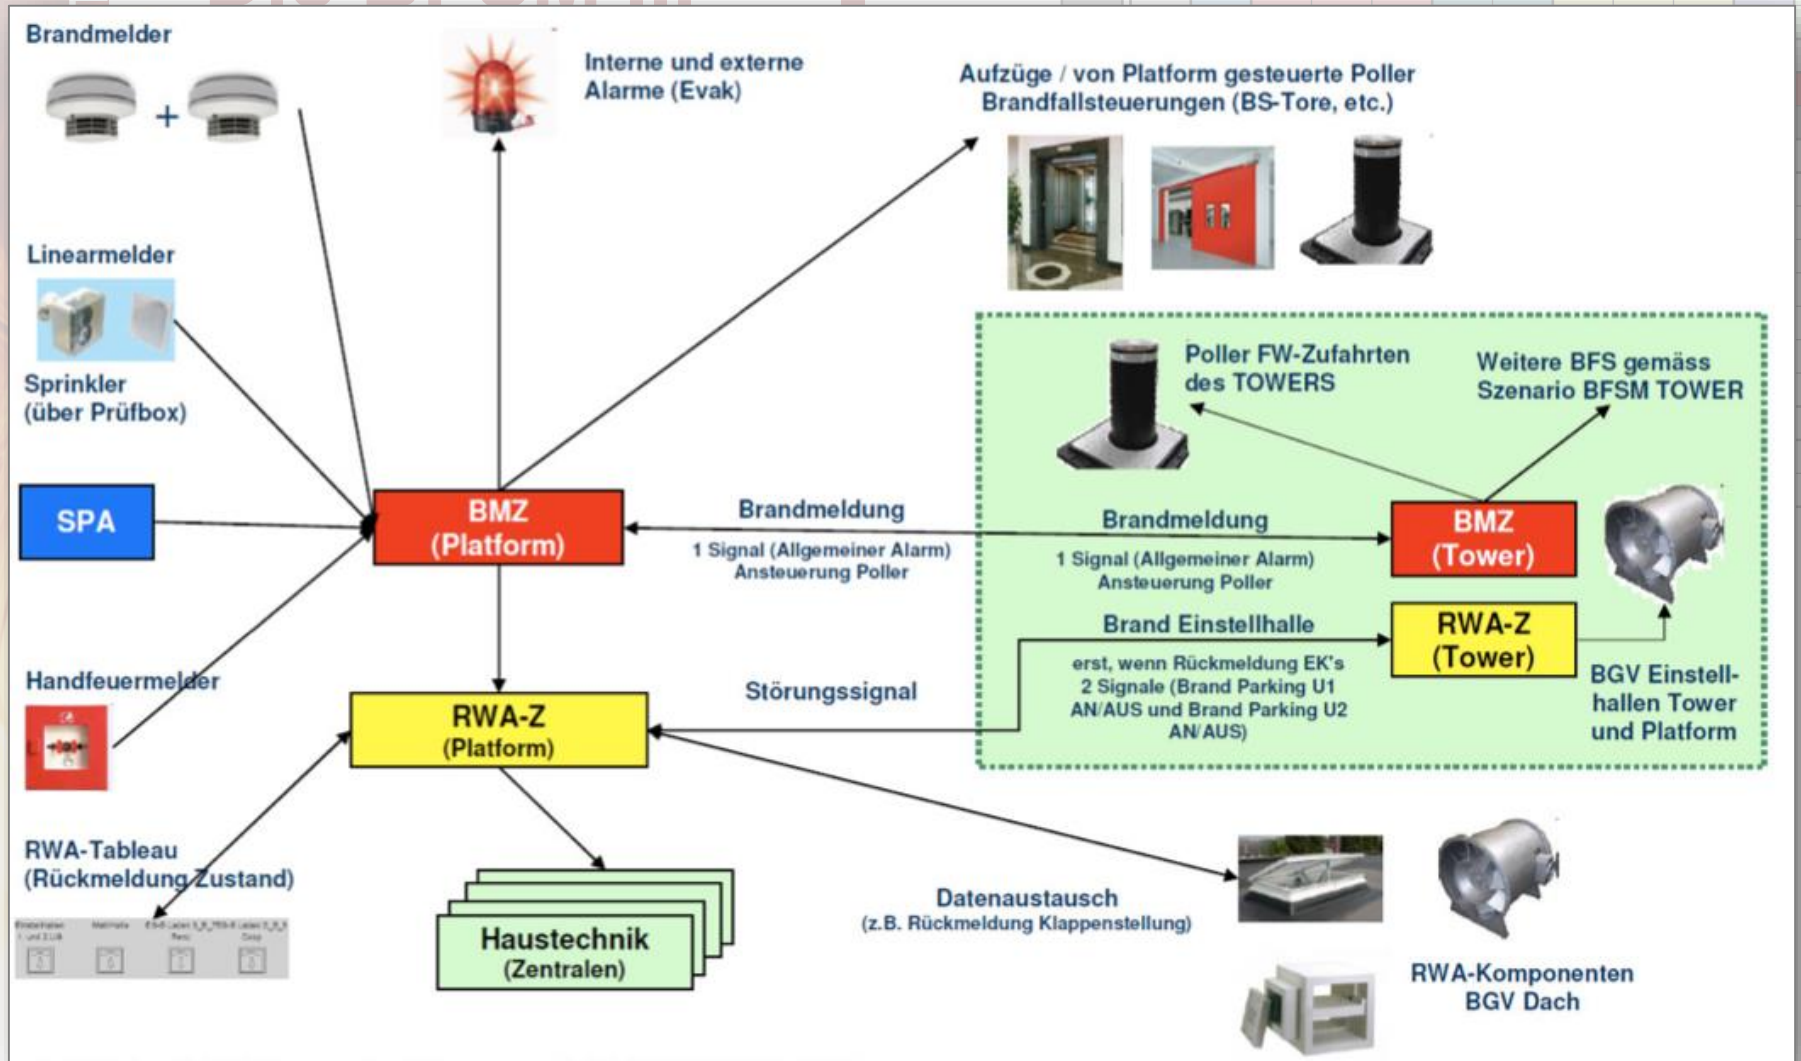 Brandmelder
+
Interne und externe
Alarme (Evak)
Aufzüge / von Platform gesteuerte Poller
Brandfallsteuerungen (BS-Tore, etc.)
Linearmelder
Sprinkler
(über Prüfbox)
Poller FW-Zufahrten
des TOWERS
Weitere BFS gemäss
Szenario BFSM TOWER
SPA
BMZ
(Platform)
Brandmeldung
1 Signal (Allgemeiner Alarm)
Ansteuerung Poller
Brandmeldung
1 Signal (Allgemeiner Alarm)
Ansteuerung Poller
BMZ
(Tower)
Brand Einstellhalle
erst, wenn Rückmeldung EK's
2 Signale (Brand Parking U1
AN/AUS und Brand Parking U2
AN/AUS)
RWA-Z
(Tower)
BGV Einstell-
hallen Tower
und Platform
Handfeuermelder
Störungssignal
RWA-Z
(Platform)
RWA-Tableau
(Rückmeldung Zustand)
Haustechnik
(Zentralen)
Datenaustausch
(z.B. Rückmeldung Klappenstellung)
RWA-Komponenten
BGV Dach